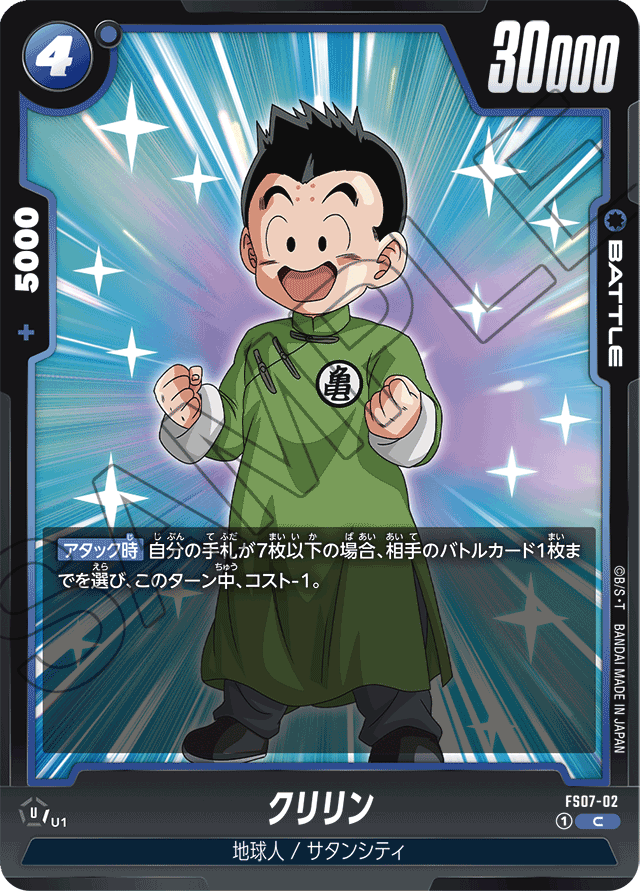 4
30000
+ 5000
BATTLE
亀
アタック時 自分の手札が7枚以下の場合、相手のバトルカード1枚ま
でを選び、このターン中、コスト-1。
SAMPLE
©B/S・T BANDAI MADE IN JAPAN
クリリン
FS07-02
U U1
① C
地球人 / サタンシティ